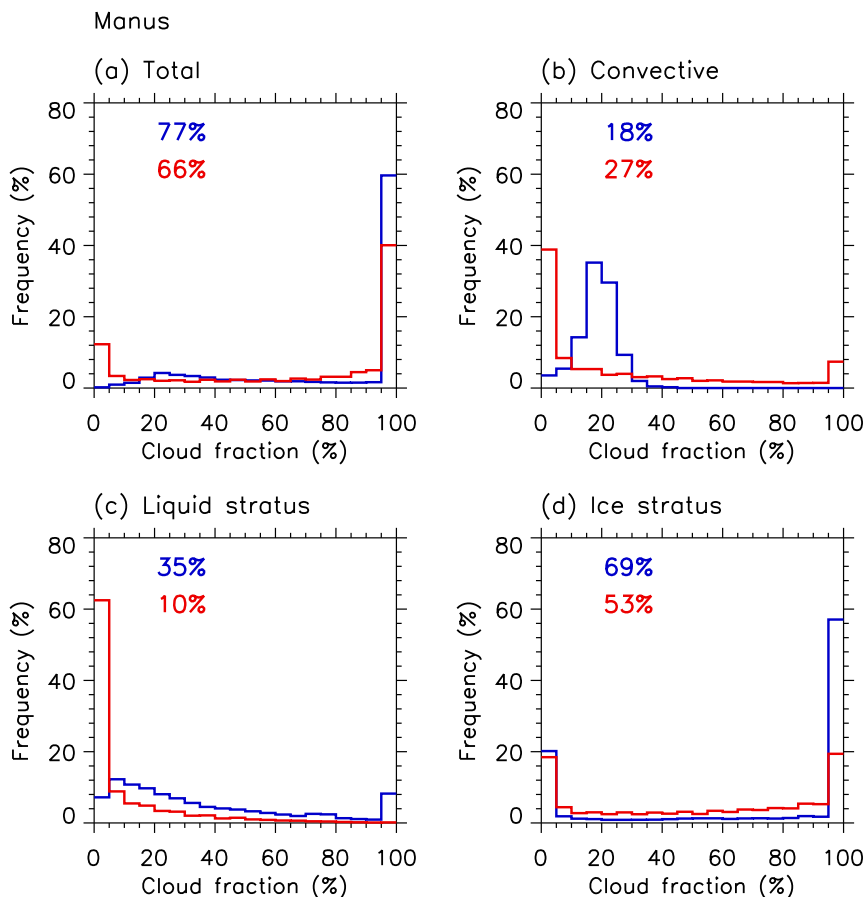 Manus
(a) Total
80
60
40
20
0
Frequency (%)
77%
66%
0 20 40 60 80 100
Cloud fraction (%)
(b) Convective
80
60
40
20
0
Frequency (%)
18%
27%
0 20 40 60 80 100
Cloud fraction (%)
(c) Liquid stratus
80
60
40
20
0
Frequency (%)
35%
10%
0 20 40 60 80 100
Cloud fraction (%)
(d) Ice stratus
80
60
40
20
0
Frequency (%)
69%
53%
0 20 40 60 80 100
Cloud fraction (%)